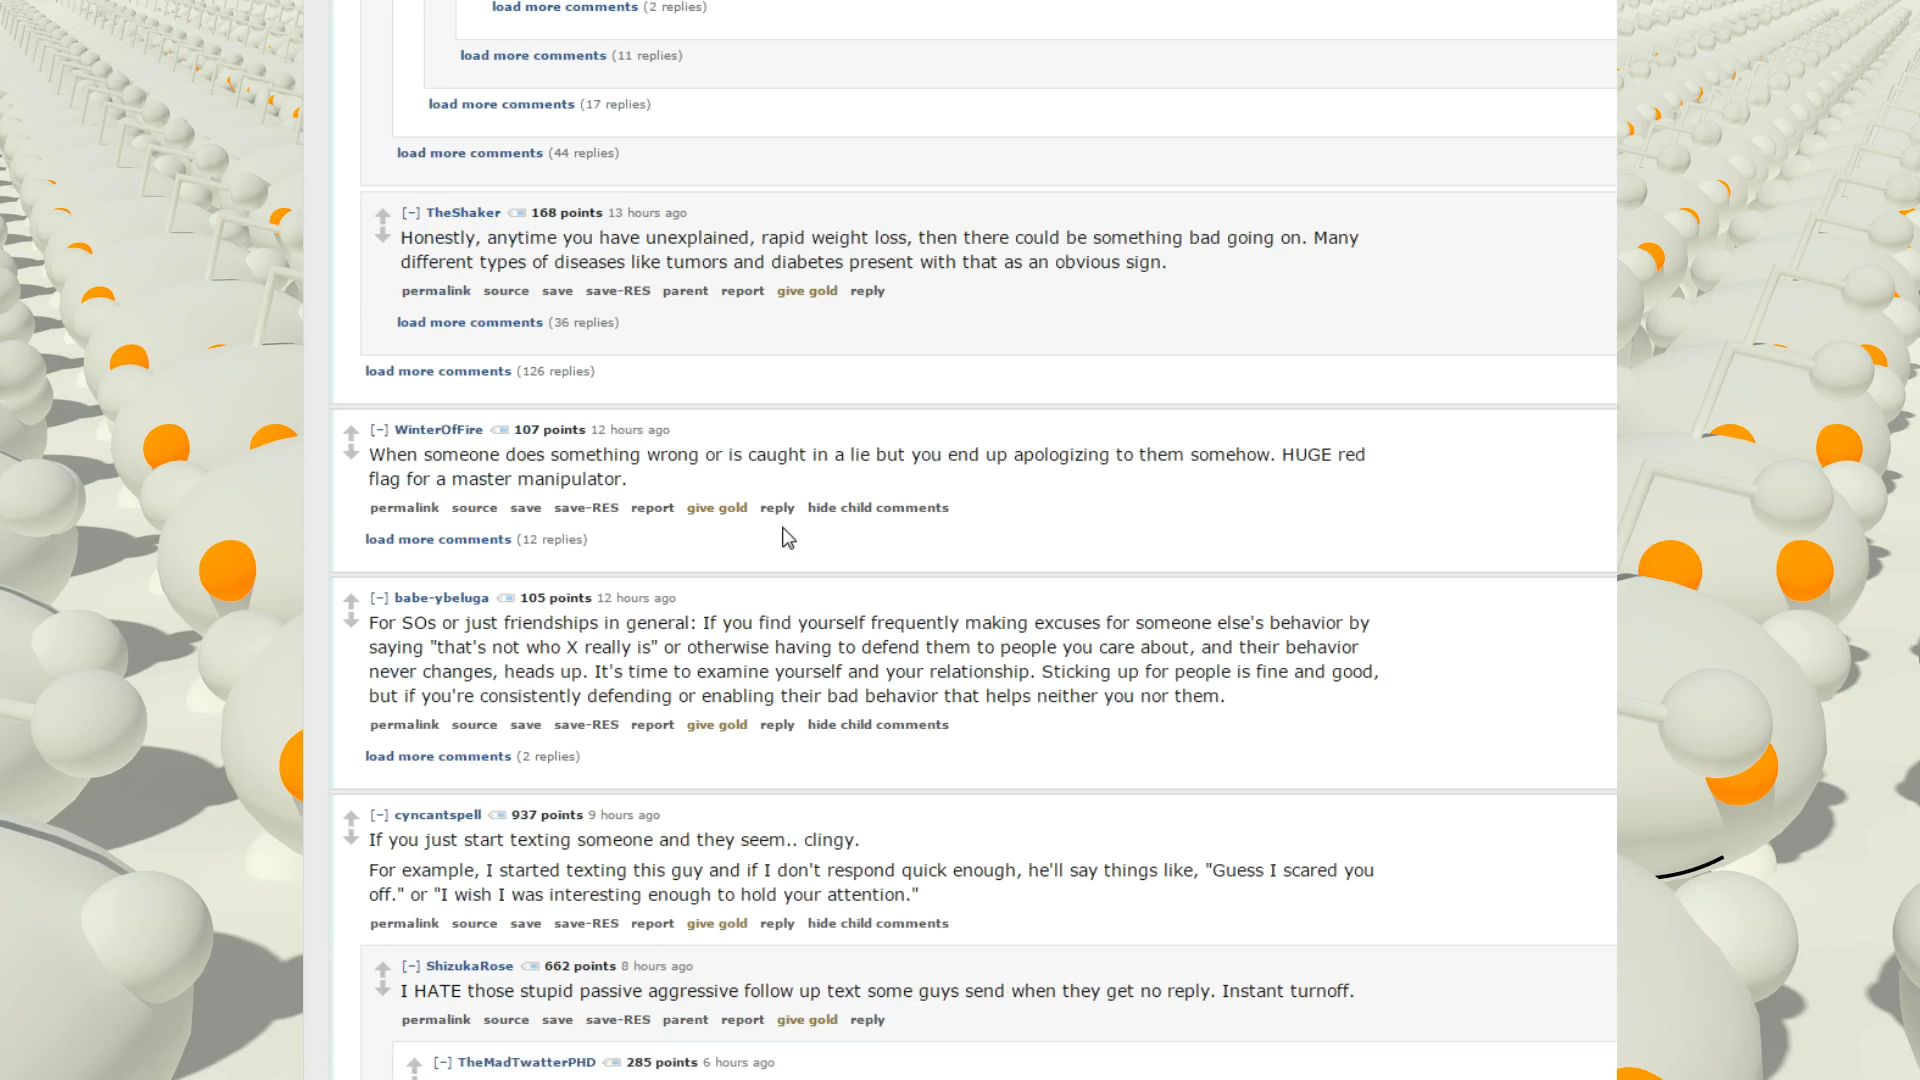 load more comments (2 replies)
load more comments (11 replies)
load more comments (17 replies)
load more comments (44 replies)
[-] TheShaker 168 points 13 hours ago
Honestly, anytime you have unexplained, rapid weight loss, then there could be something bad going on. Many
different types of diseases like tumors and diabetes present with that as an obvious sign.
permalink source save save-RES parent report give gold reply
load more comments (36 replies)
load more comments (126 replies)
[-] WinterOfFire 107 points 12 hours ago
When someone does something wrong or is caught in a lie but you end up apologizing to them somehow. HUGE red
flag for a master manipulator.
permalink source save save-RES report give gold reply hide child comments
load more comments (12 replies)
[-] babe-ybeluga 105 points 12 hours ago
For SOs or just friendships in general: If you find yourself frequently making excuses for someone else's behavior by
saying "that's not who X really is" or otherwise having to defend them to people you care about, and their behavior
never changes, heads up. It's time to examine yourself and your relationship. Sticking up for people is fine and good,
but if you're consistently defending or enabling their bad behavior that helps neither you nor them.
permalink source save save-RES report give gold reply hide child comments
load more comments (2 replies)
[-] cyncantspell 937 points 9 hours ago
If you just start texting someone and they seem.. clingy.
For example, I started texting this guy and if I don't respond quick enough, he'll say things like, "Guess I scared you
off." or "I wish I was interesting enough to hold your attention."
permalink source save save-RES report give gold reply hide child comments
[-] ShizukaRose 662 points 8 hours ago
I HATE those stupid passive aggressive follow up text some guys send when they get no reply. Instant turnoff.
permalink source save save-RES parent report give gold reply
[-] TheMadTwatterPHD 285 points 6 hours ago